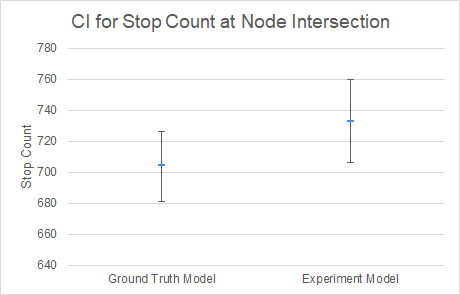 CI for Stop Count at Node Intersection
780
760
740
720
700
680
660
640
Stop Count
Ground Truth Model
Experiment Model